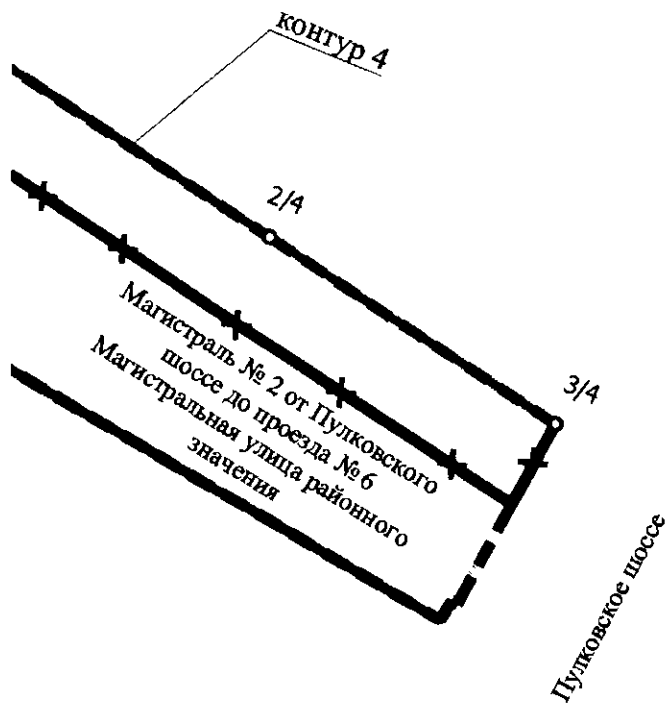 контур 4
2/4
3/4
Магистраль № 2 от Пулковского
шоссе до проезда № 6
Магистральная улица районного
значения
Пулковское шоссе